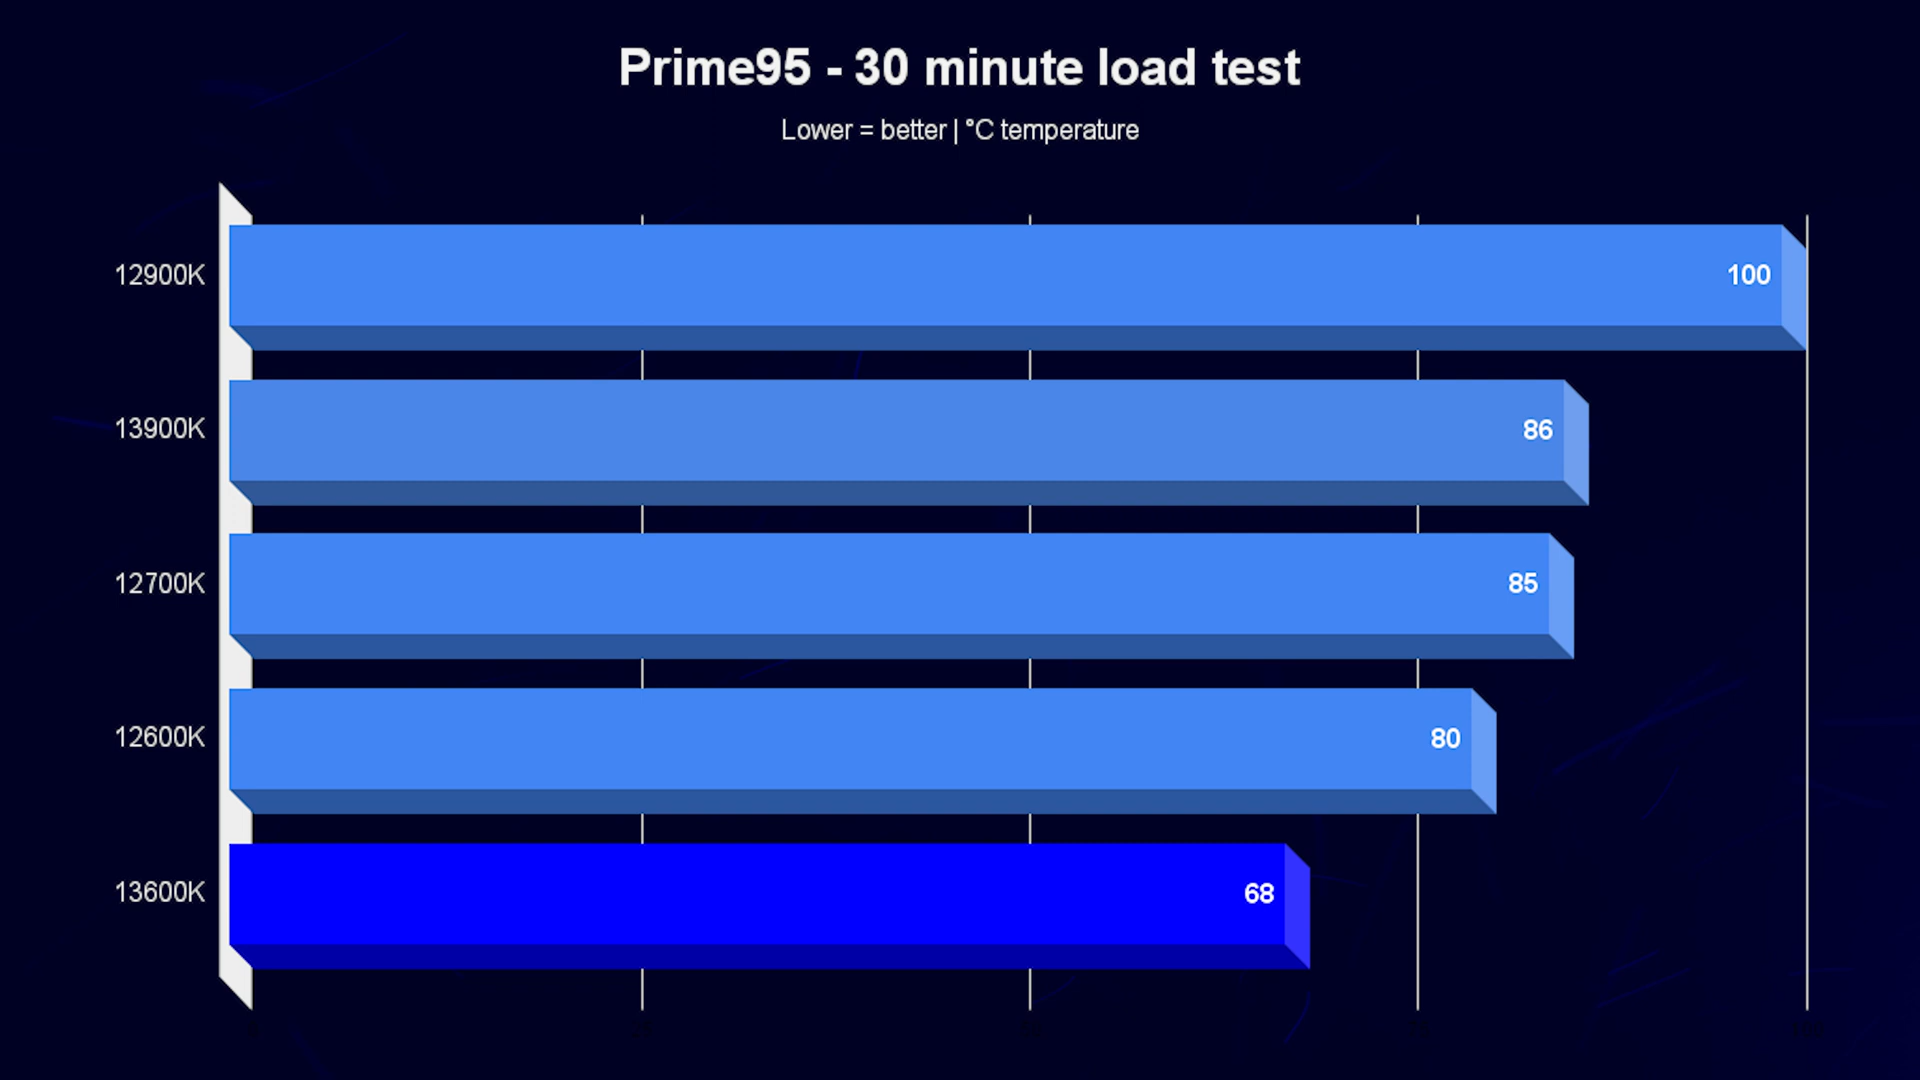 Prime95 - 30 minute load test
Lower = better | °C temperature
12900K 100
13900K 86
12700K 85
12600K 80
13600K 68